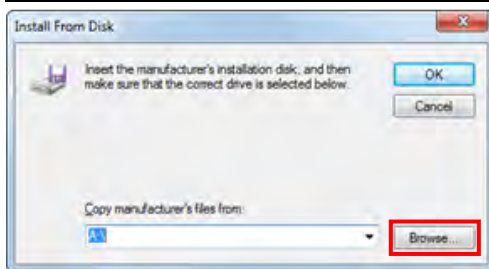 Install From Disk
Insert the manufacturer's installation disk, and then
make sure that the correct drive is selected below.
OK
Cancel
Copy manufacturer's files from:
A:\
Browse...